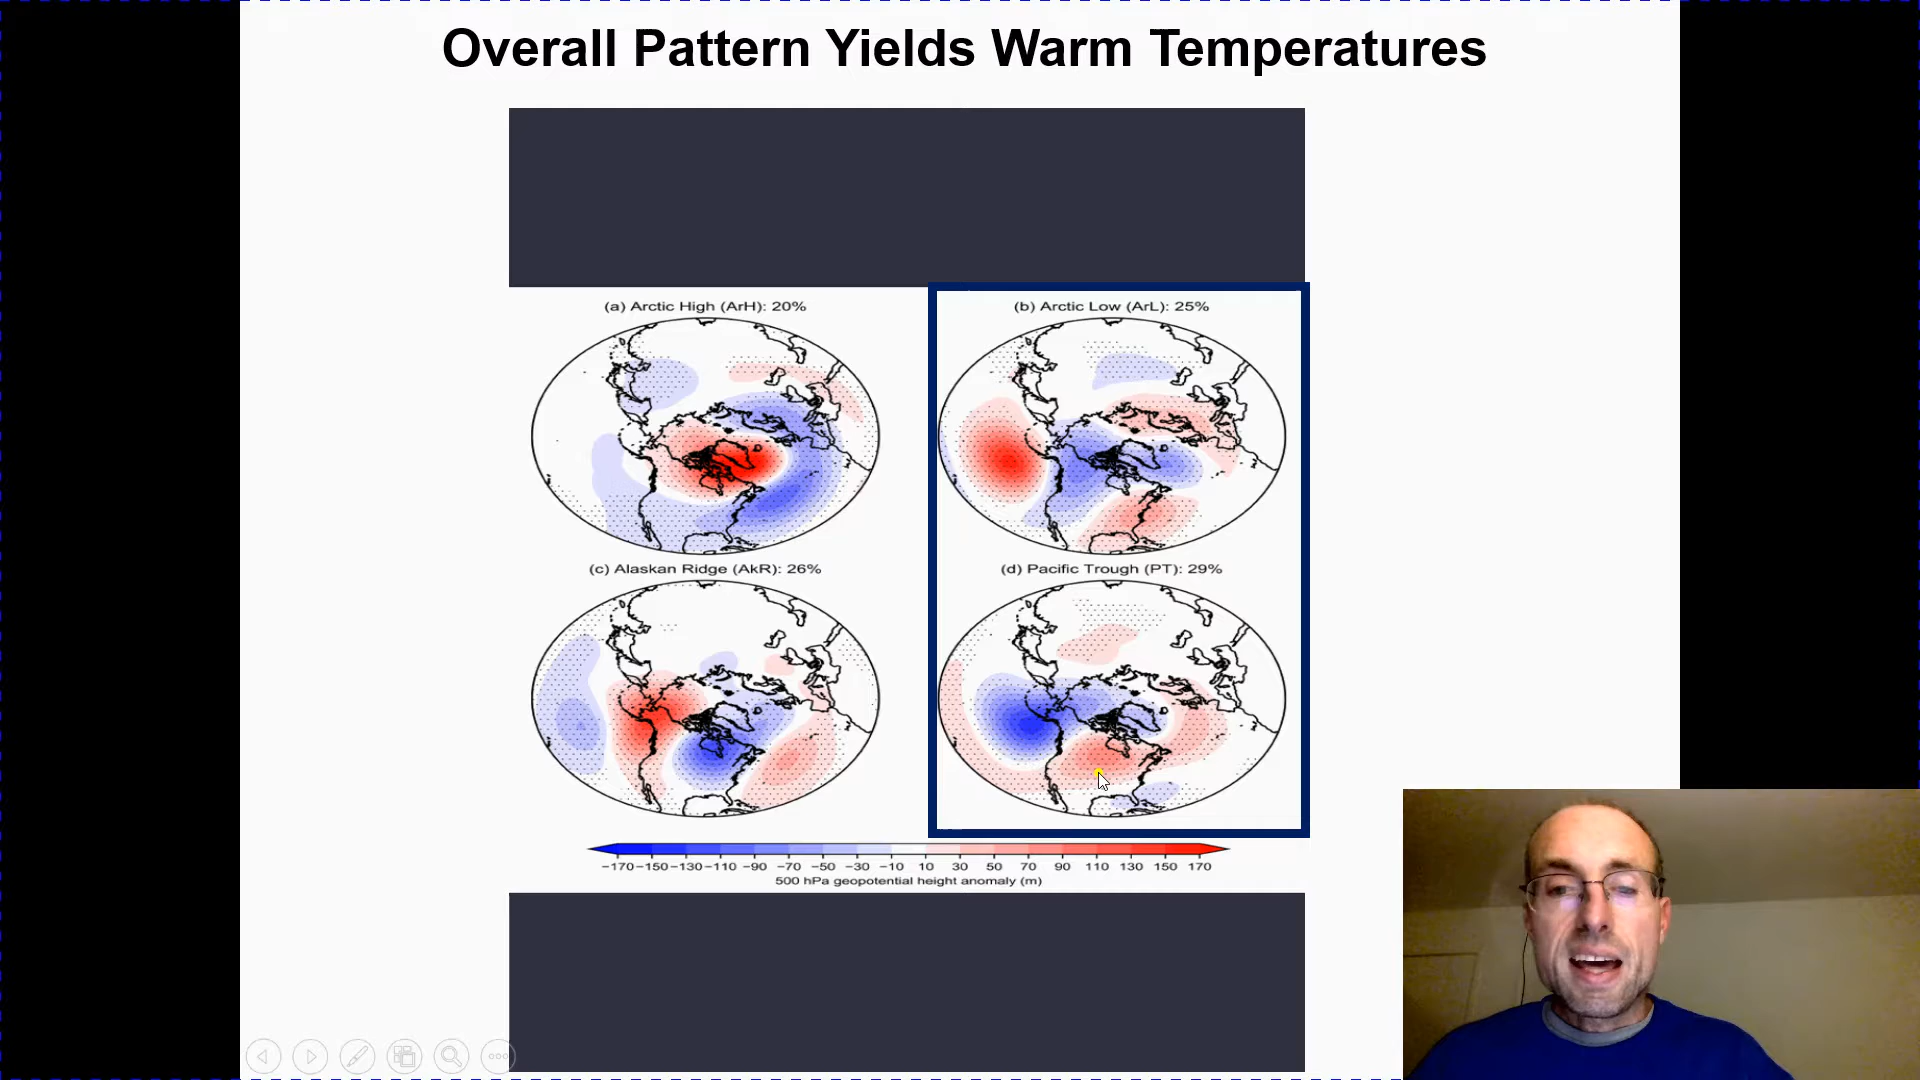 Overall Pattern Yields Warm Temperatures
(a) Arctic High (ArH): 20%
(b) Arctic Low (ArL): 25%
(c) Alaskan Ridge (AkR): 26%
(d) Pacific Trough (PT): 29%
−170 −150 −130 −110 −90 −70 −50 −30 −10 10 30 50 70 90 110 130 150 170
500 hPa geopotential height anomaly (m)